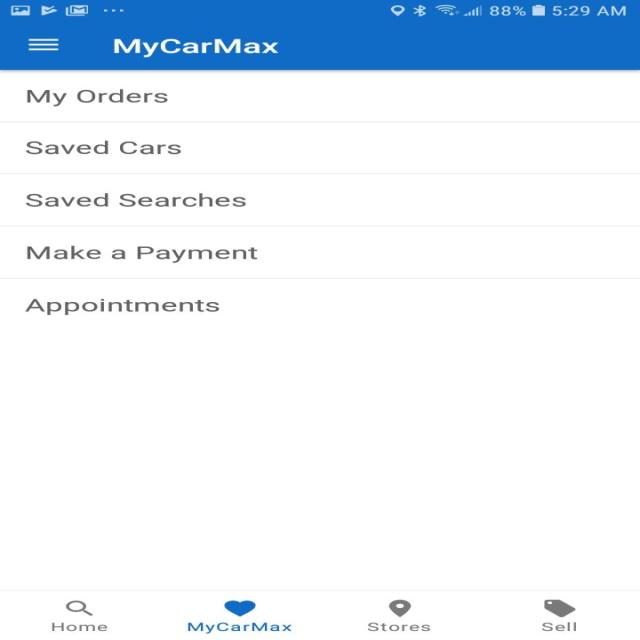 88% 5:29 AM
MyCarMax
My Orders
Saved Cars
Saved Searches
Make a Payment
Appointments
Home MyCarMax Stores Sell